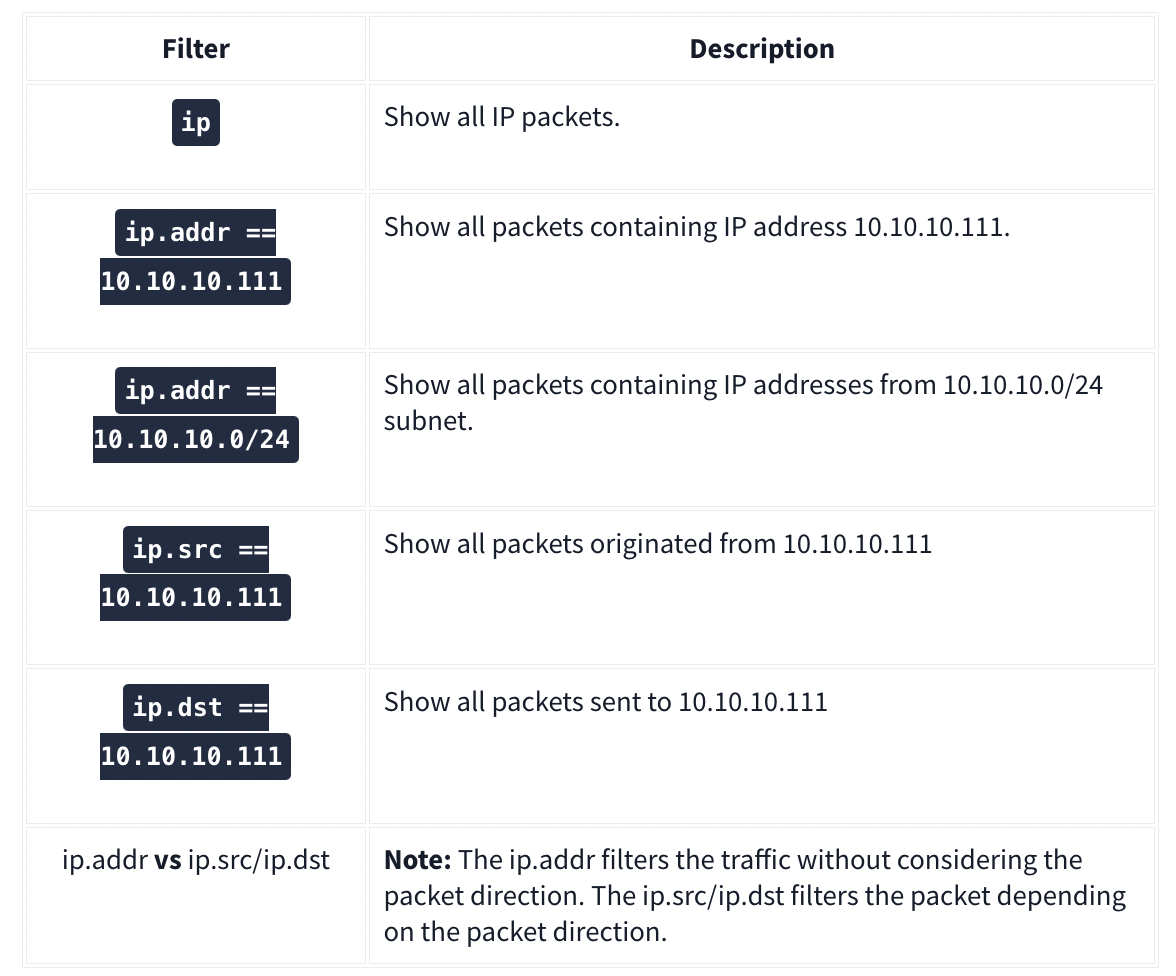 Filter Description
ip Show all IP packets.
ip.addr == Show all packets containing IP address 10.10.10.111.
10.10.10.111
ip.addr == Show all packets containing IP addresses from 10.10.10.0/24
10.10.10.0/24 subnet.
ip.src == Show all packets originated from 10.10.10.111
10.10.10.111
ip.dst == Show all packets sent to 10.10.10.111
10.10.10.111
ip.addr vs ip.src/ip.dst Note: The ip.addr filters the traffic without considering the
packet direction. The ip.src/ip.dst filters the packet depending
on the packet direction.